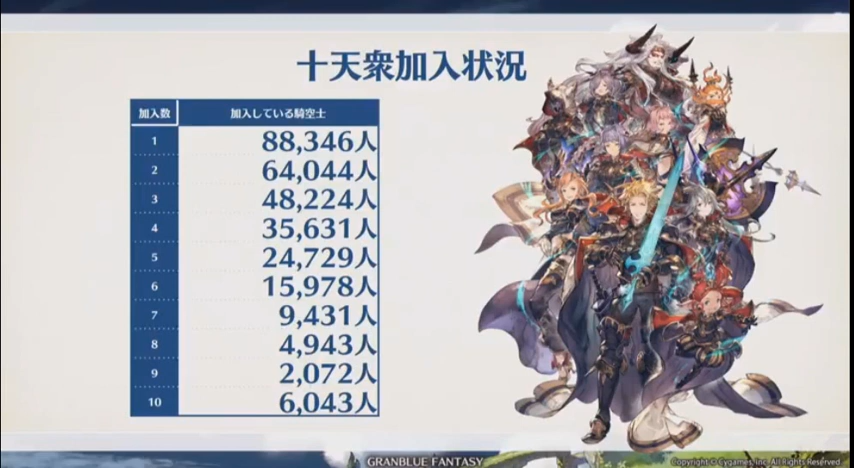 十天衆加入状況
加入数 加入している騎空士
1 88,346人
2 64,044人
3 48,224人
4 35,631人
5 24,729人
6 15,978人
7 9,431人
8 4,943人
9 2,072人
10 6,043人
GRANBLUE FANTASY
Copyright © Cygames, Inc. All Rights Reserved